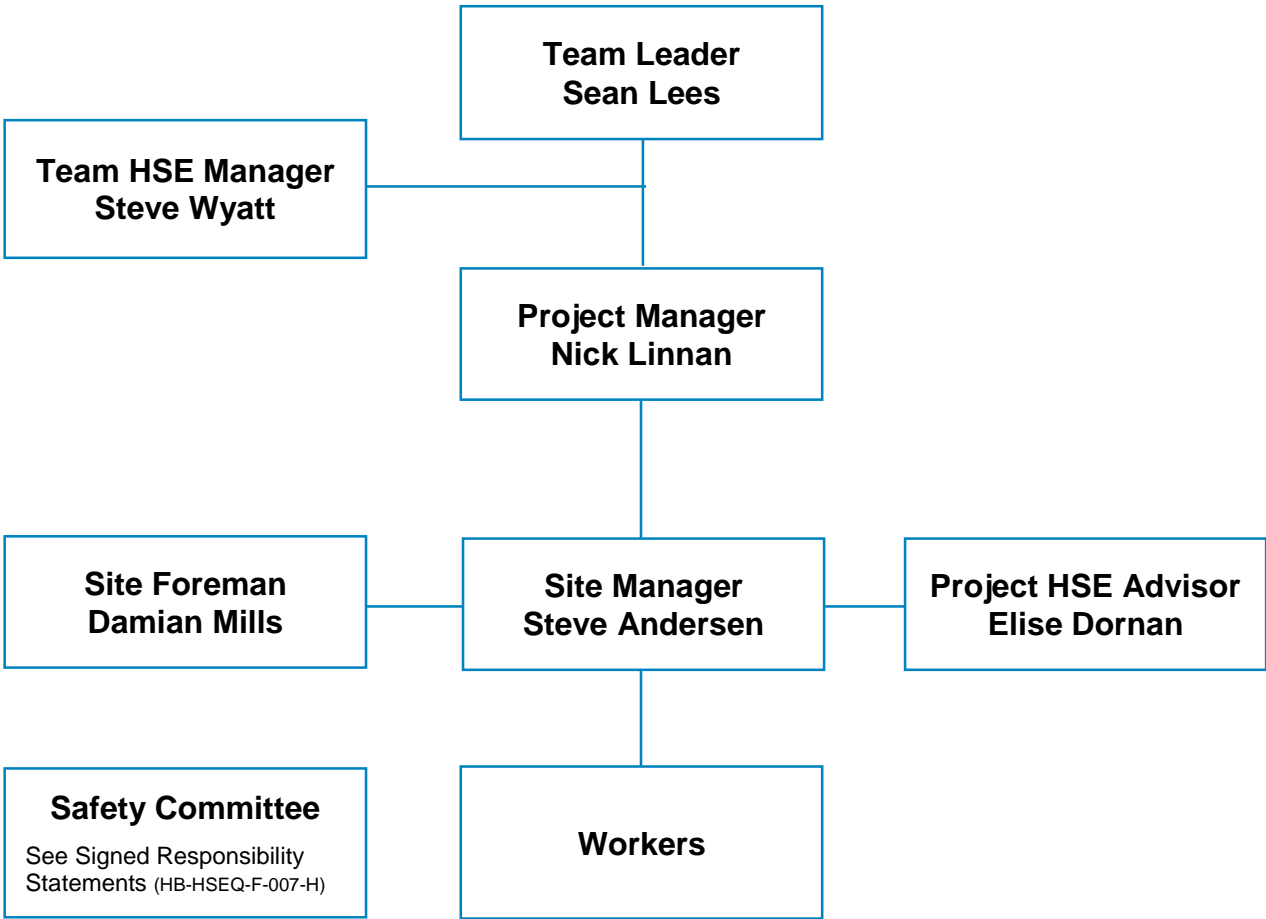 Team Leader
Sean Lees
Team HSE Manager
Steve Wyatt
Project Manager
Nick Linnan
Site Foreman
Damian Mills
Site Manager
Steve Andersen
Project HSE Advisor
Elise Dornan
Safety Committee
See Signed Responsibility
Statements (HB-HSEQ-F-007-H)
Workers